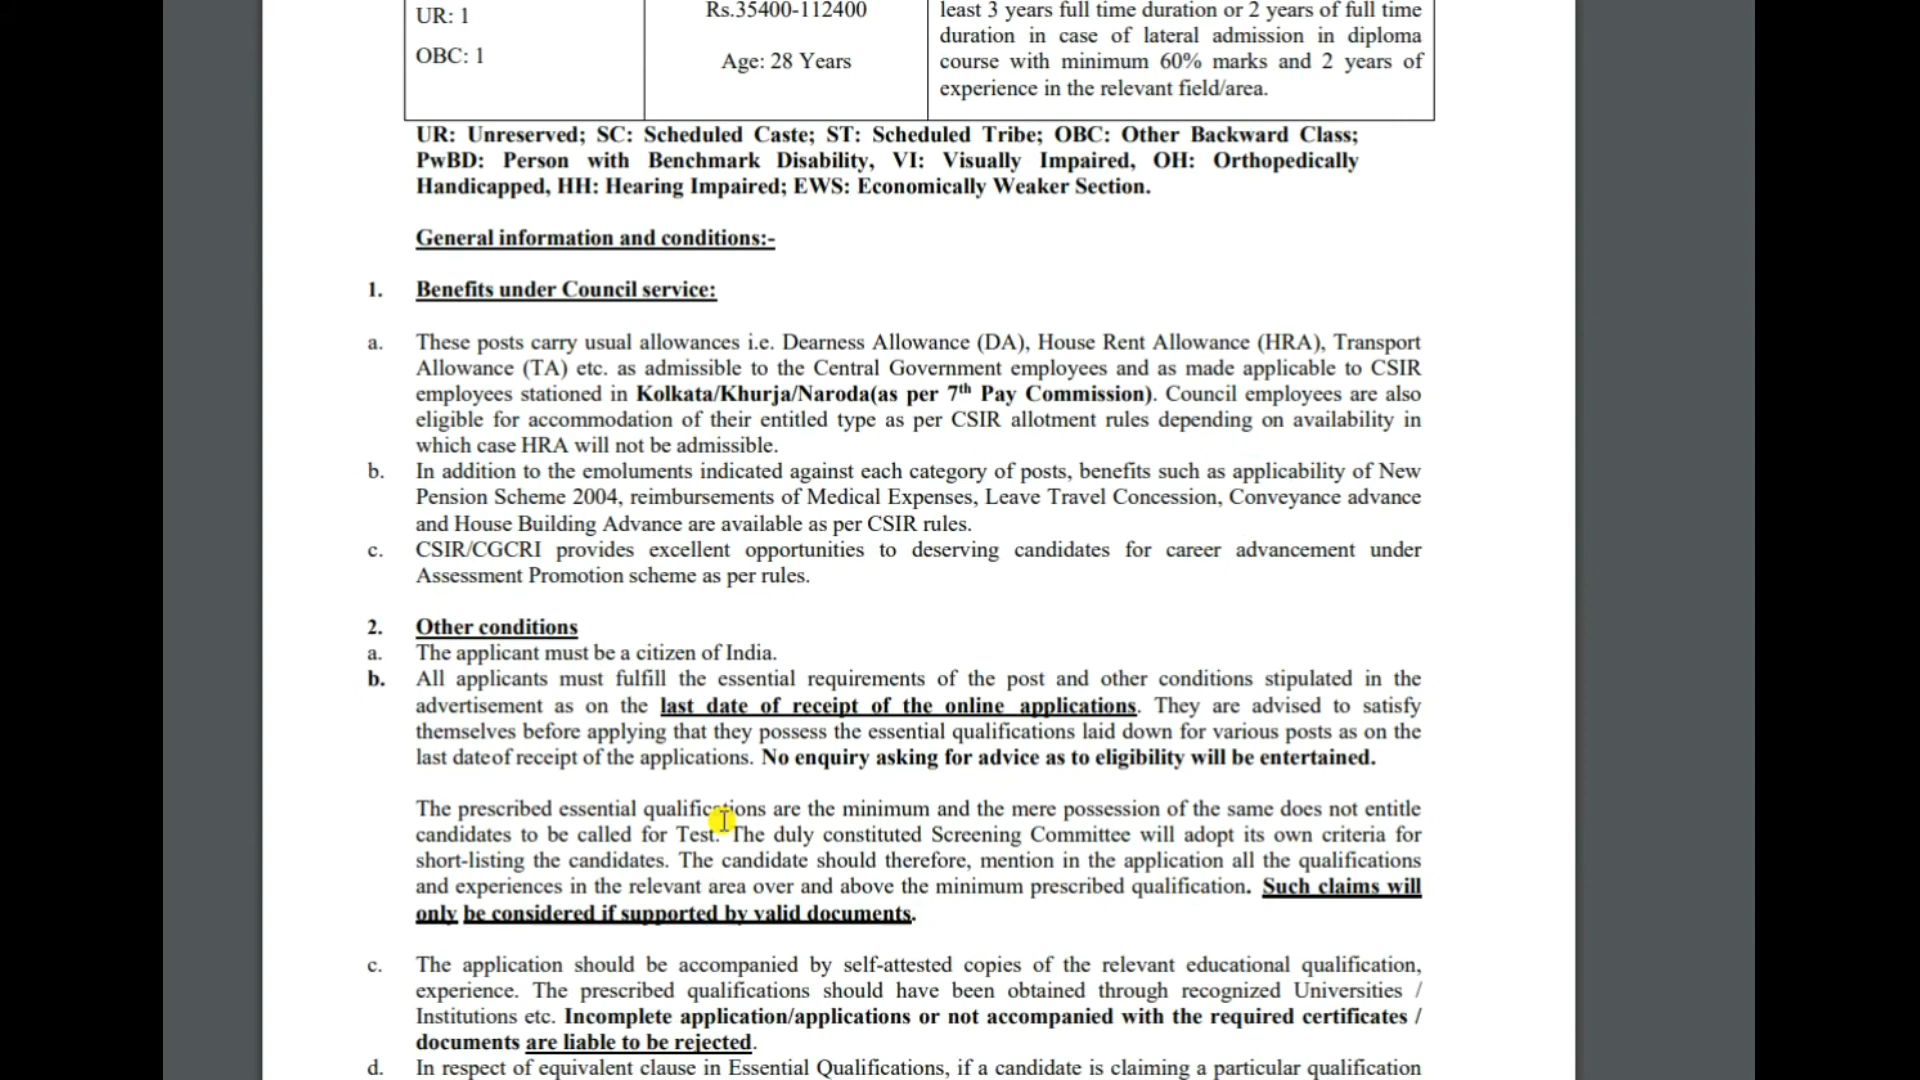 UR: 1
OBC: 1
Rs.35400-112400
Age: 28 Years
least 3 years full time duration or 2 years of full time
duration in case of lateral admission in diploma
course with minimum 60% marks and 2 years of
experience in the relevant field/area.
UR: Unreserved; SC: Scheduled Caste; ST: Scheduled Tribe; OBC: Other Backward Class;
PwBD: Person with Benchmark Disability, VI: Visually Impaired, OH: Orthopedically
Handicapped, HH: Hearing Impaired; EWS: Economically Weaker Section.
General information and conditions:-
1. Benefits under Council service:
a. These posts carry usual allowances i.e. Dearness Allowance (DA), House Rent Allowance (HRA), Transport
Allowance (TA) etc. as admissible to the Central Government employees and as made applicable to CSIR
employees stationed in Kolkata/Khurja/Naroda(as per 7th Pay Commission). Council employees are also
eligible for accommodation of their entitled type as per CSIR allotment rules depending on availability in
which case HRA will not be admissible.
b. In addition to the emoluments indicated against each category of posts, benefits such as applicability of New
Pension Scheme 2004, reimbursements of Medical Expenses, Leave Travel Concession, Conveyance advance
and House Building Advance are available as per CSIR rules.
c. CSIR/CGCRI provides excellent opportunities to deserving candidates for career advancement under
Assessment Promotion scheme as per rules.
2. Other conditions
a. The applicant must be a citizen of India.
b. All applicants must fulfill the essential requirements of the post and other conditions stipulated in the
advertisement as on the last date of receipt of the online applications. They are advised to satisfy
themselves before applying that they possess the essential qualifications laid down for various posts as on the
last dateof receipt of the applications. No enquiry asking for advice as to eligibility will be entertained.
The prescribed essential qualifications are the minimum and the mere possession of the same does not entitle
candidates to be called for Test. The duly constituted Screening Committee will adopt its own criteria for
short-listing the candidates. The candidate should therefore, mention in the application all the qualifications
and experiences in the relevant area over and above the minimum prescribed qualification. Such claims will
only be considered if supported by valid documents.
c. The application should be accompanied by self-attested copies of the relevant educational qualification,
experience. The prescribed qualifications should have been obtained through recognized Universities /
Institutions etc. Incomplete application/applications or not accompanied with the required certificates /
documents are liable to be rejected.
d. In respect of equivalent clause in Essential Qualifications, if a candidate is claiming a particular qualification